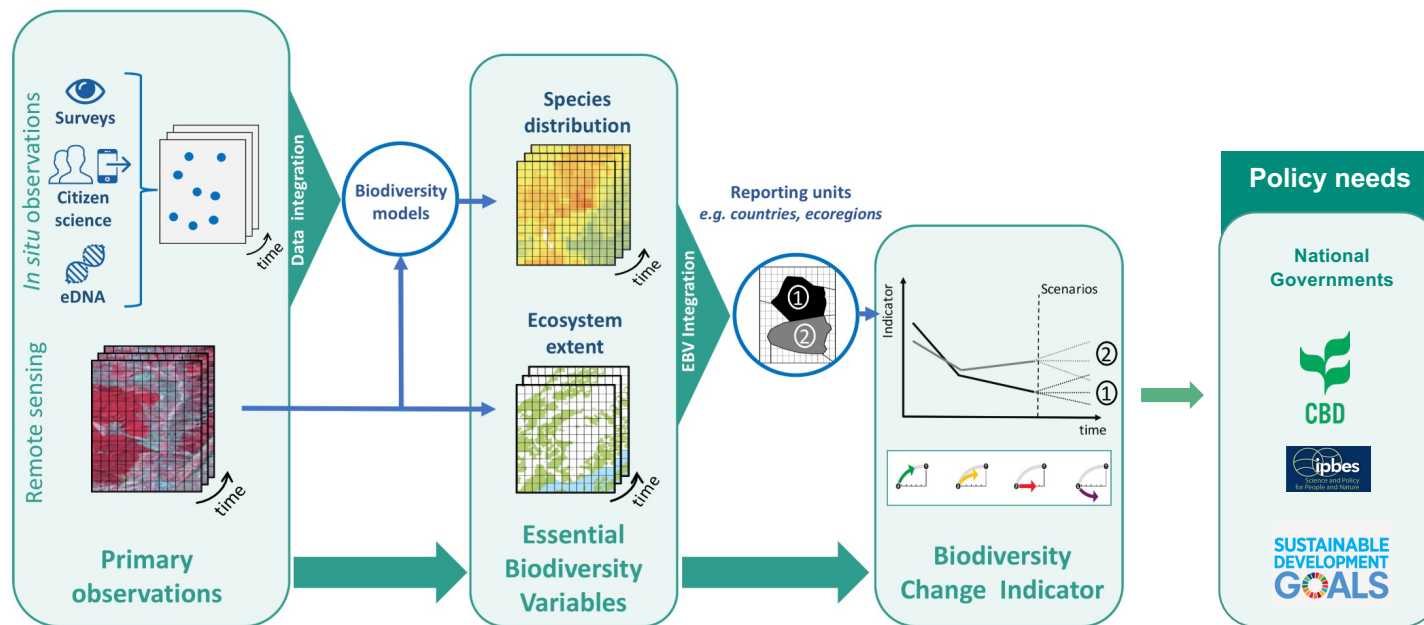 In situ observations
Surveys
Citizen
science
eDNA
time
Remote sensing
time
Primary
observations
Data integration
Biodiversity
models
Species
distribution
time
Ecosystem
extent
time
Essential
Biodiversity
Variables
EBV Integration
Reporting units
e.g. countries, ecoregions
1
2
Indicator
Scenarios
2
1
time
Biodiversity
Change Indicator
Policy needs
National
Governments
CBD
ipbes
Science and Policy
for People and Nature
SUSTAINABLE
DEVELOPMENT
GOALS